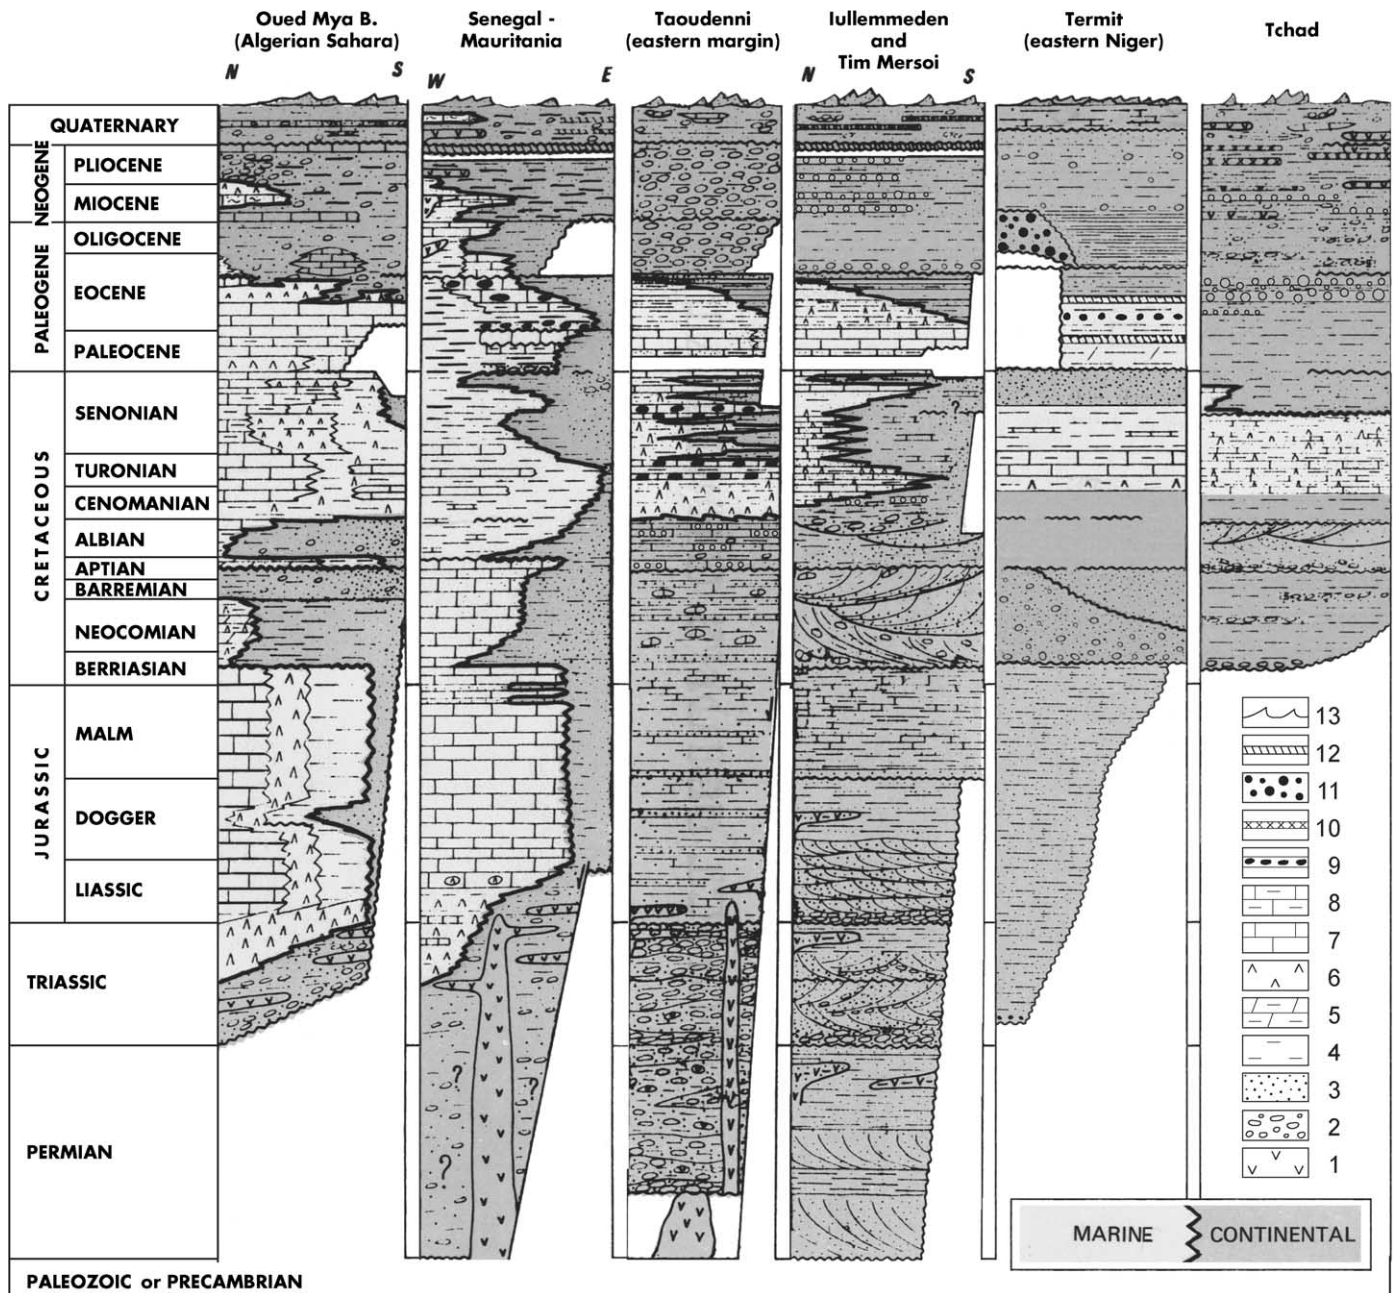 Oued Mya B.
(Algerian Sahara)
Senegal -
Mauritania
Taoudenni
(eastern margin)
Iullemmeden
and
Tim Mersoi
Termit
(eastern Niger)
Tchad
N S
W E
N S
QUATERNARY
NEOGENE
PLIOCENE
MIOCENE
PALEOGENE
OLIGOCENE
EOCENE
PALEOCENE
CRETACEOUS
SENONIAN
?
TURONIAN
CENOMANIAN
ALBIAN
APTIAN
BARREMIAN
NEOCOMIAN
BERRIASIAN
JURASSIC
MALM
DOGGER
LIASSIC
TRIASSIC
PERMIAN
? ?
?
PALEOZOIC or PRECAMBRIAN
13
12
11
10
9
8
7
6
5
4
3
2
1
MARINE CONTINENTAL